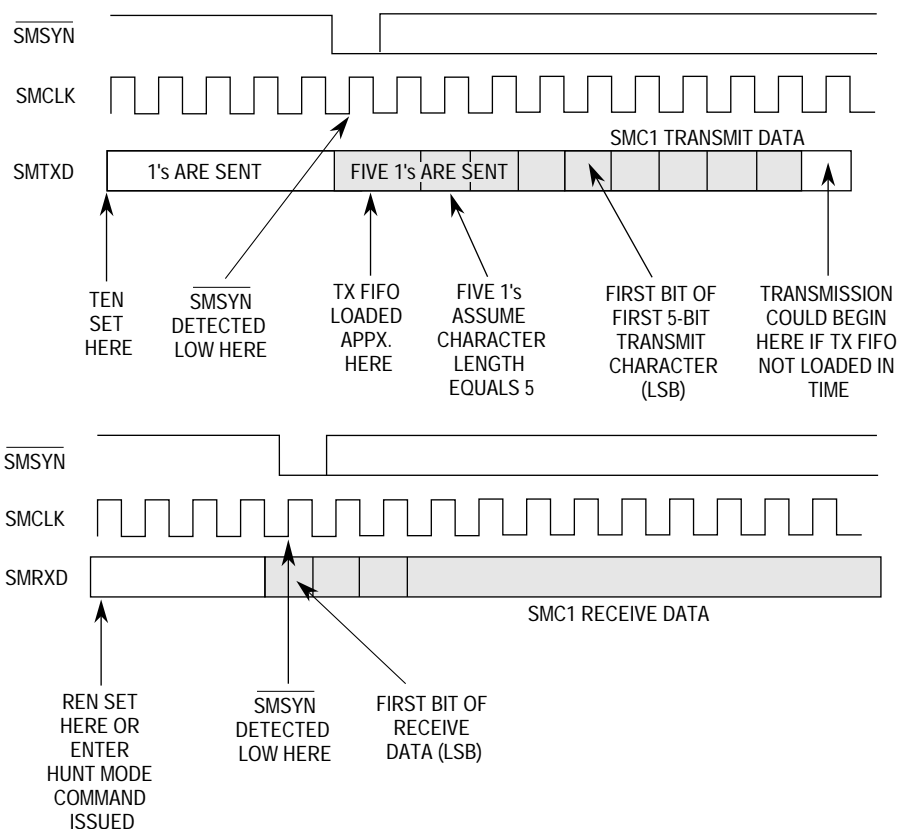 SMSYN
SMCLK
SMC1 TRANSMIT DATA
SMTXD
1's ARE SENT
FIVE 1's ARE SENT
TEN
SET
HERE
SMSYN
DETECTED
LOW HERE
TX FIFO
LOADED
APPX.
HERE
FIVE 1's
ASSUME
CHARACTER
LENGTH
EQUALS 5
FIRST BIT OF
FIRST 5-BIT
TRANSMIT
CHARACTER
(LSB)
TRANSMISSION
COULD BEGIN
HERE IF TX FIFO
NOT LOADED IN
TIME
SMSYN
SMCLK
SMRXD
SMC1 RECEIVE DATA
REN SET
HERE OR
ENTER
HUNT MODE
COMMAND
ISSUED
SMSYN
DETECTED
LOW HERE
FIRST BIT OF
RECEIVE
DATA (LSB)